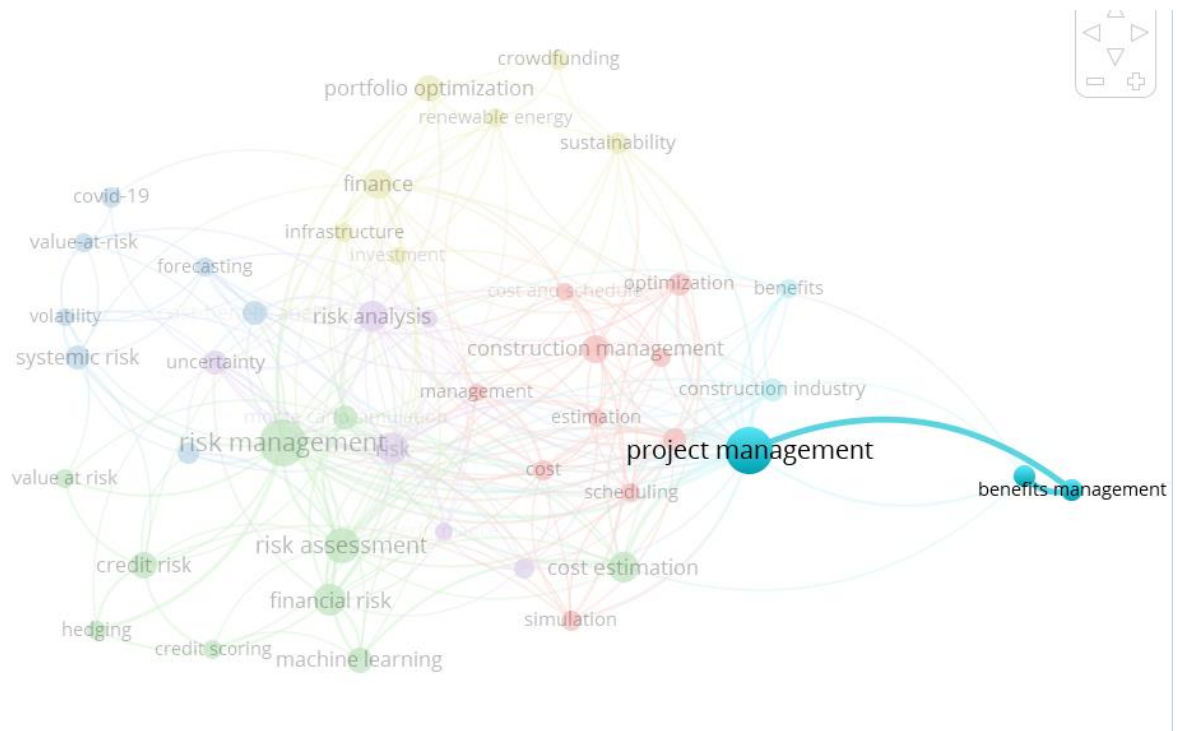 crowdfunding
portfolio optimization
renewable energy
sustainability
finance
covid-19
infrastructure
value-at-risk
investment
forecasting
optimization
cost and schedule
benefits
volatility
risk analysis
construction management
systemic risk
uncertainty
management
construction industry
monte carlo simulation
estimation
risk management
risk
project management
cost
value at risk
scheduling
benefits management
risk assessment
credit risk
cost estimation
financial risk
simulation
hedging
credit scoring
machine learning